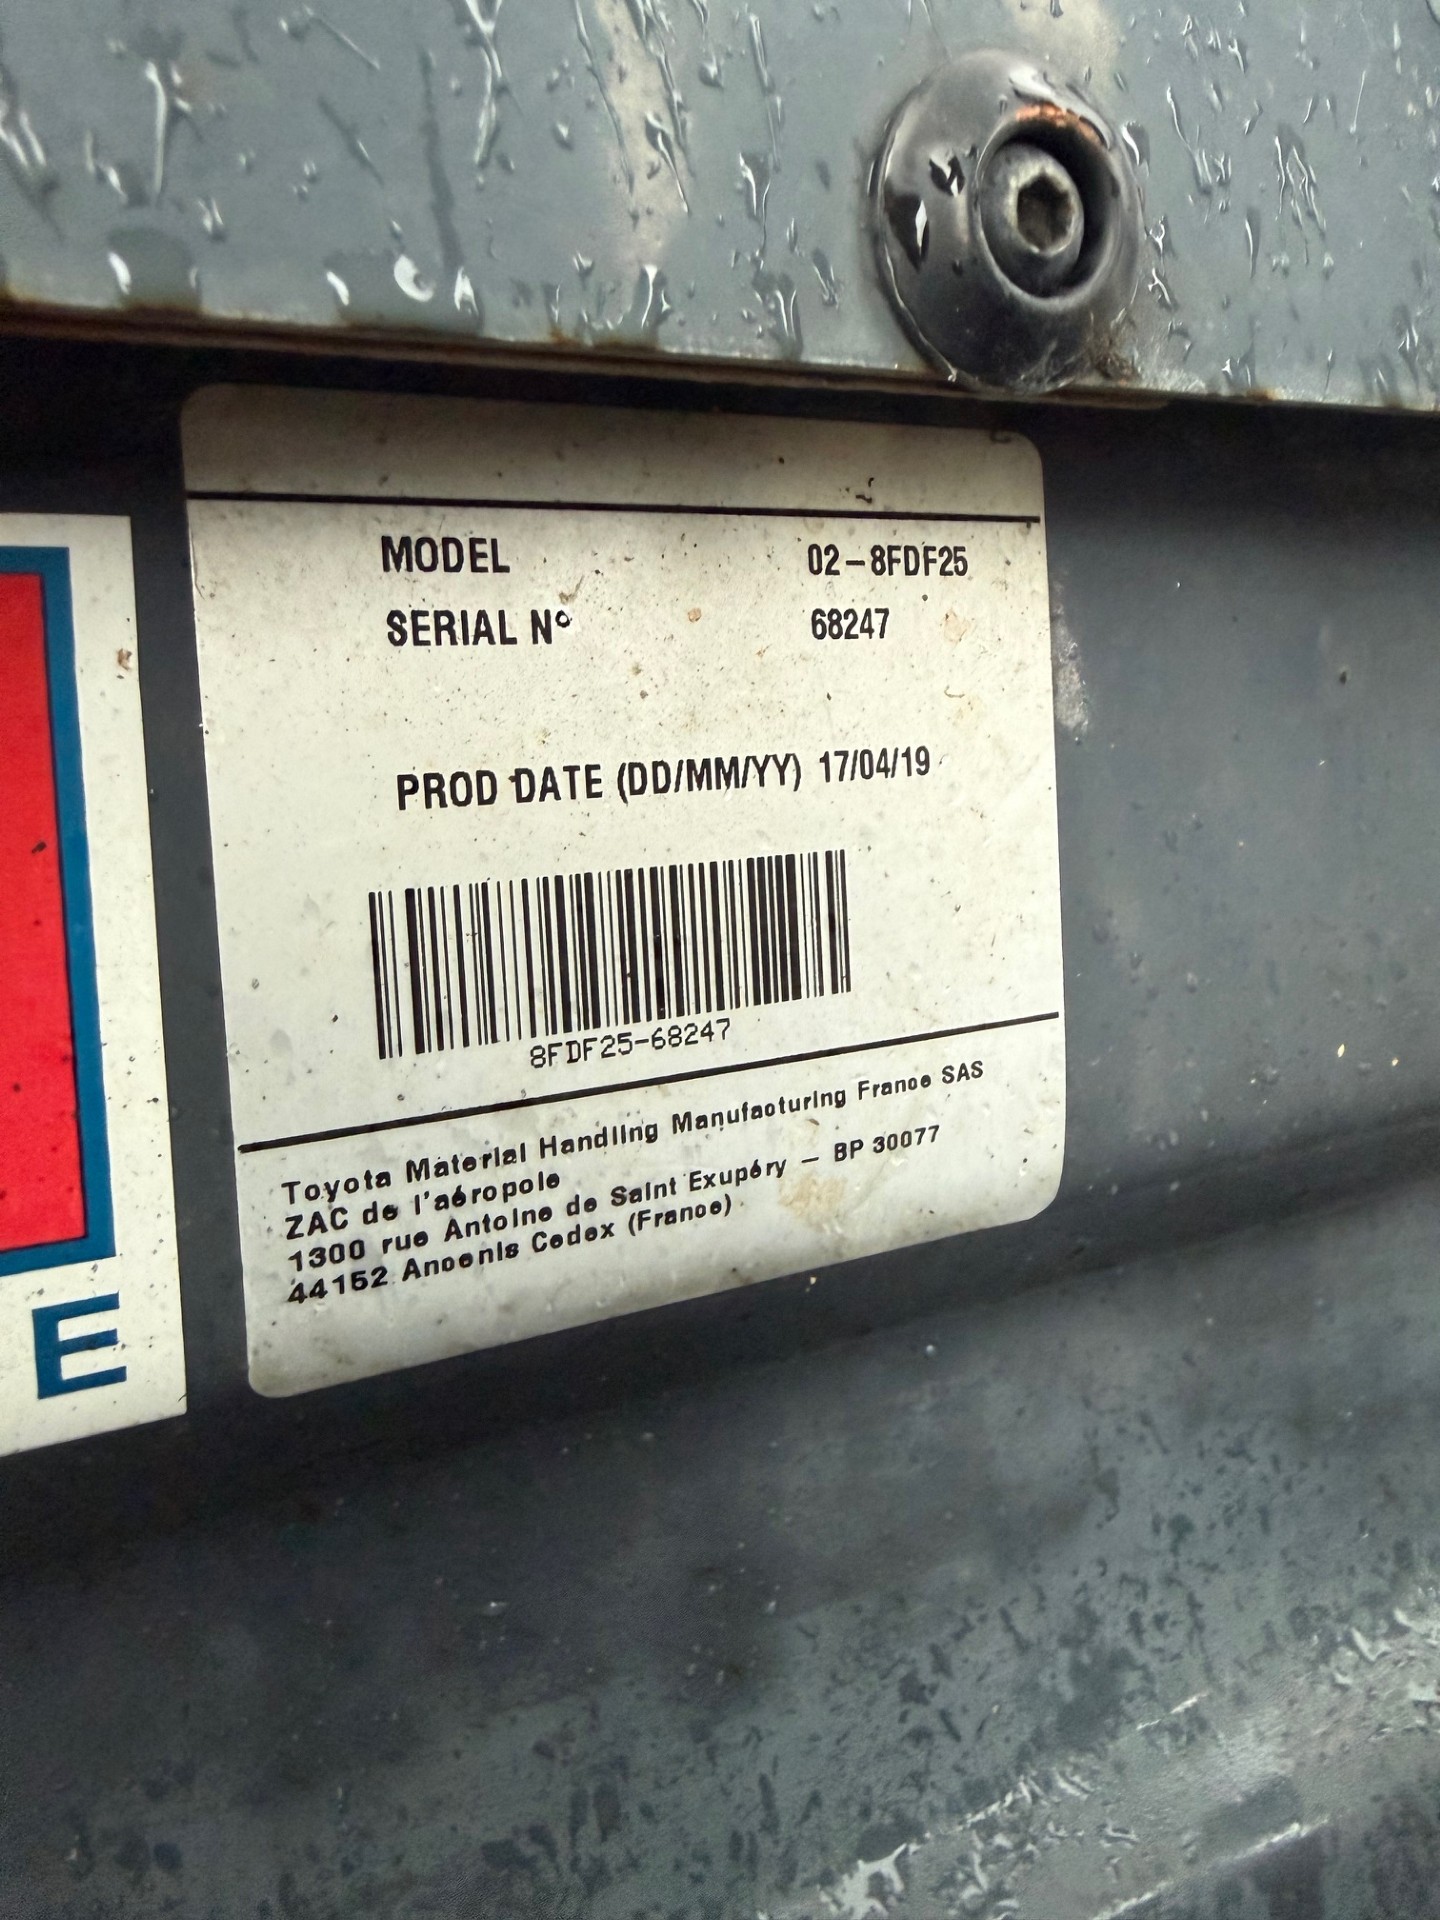 MODEL 02-8FDF25
SERIAL N° 68247
PROD DATE (DD/MM/YY) 17/04/19
8FDF25-68247
Toyota Material Handling Manufacturing France SAS
ZAC de l'aéropole
1300 rue Antoine de Saint Exupéry - BP 30077
44152 Ancenis Cedex (France)
E